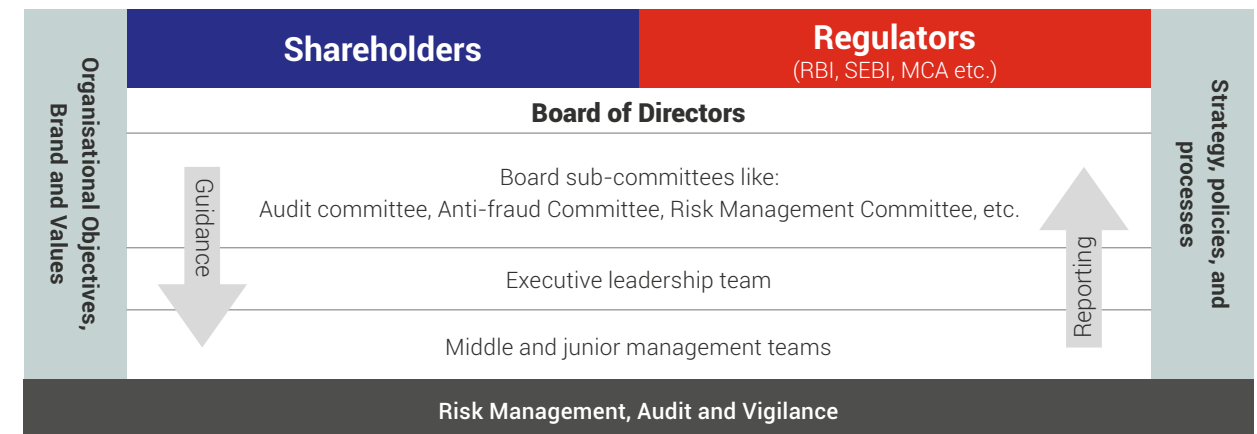 Organisational Objectives,
Brand and Values
Shareholders
Regulators
(RBI, SEBI, MCA etc.)
Board of Directors
Guidance
Board sub-committees like:
Audit committee, Anti-fraud Committee, Risk Management Committee, etc.
Executive leadership team
Middle and junior management teams
Reporting
Strategy, policies, and
processes
Risk Management, Audit and Vigilance